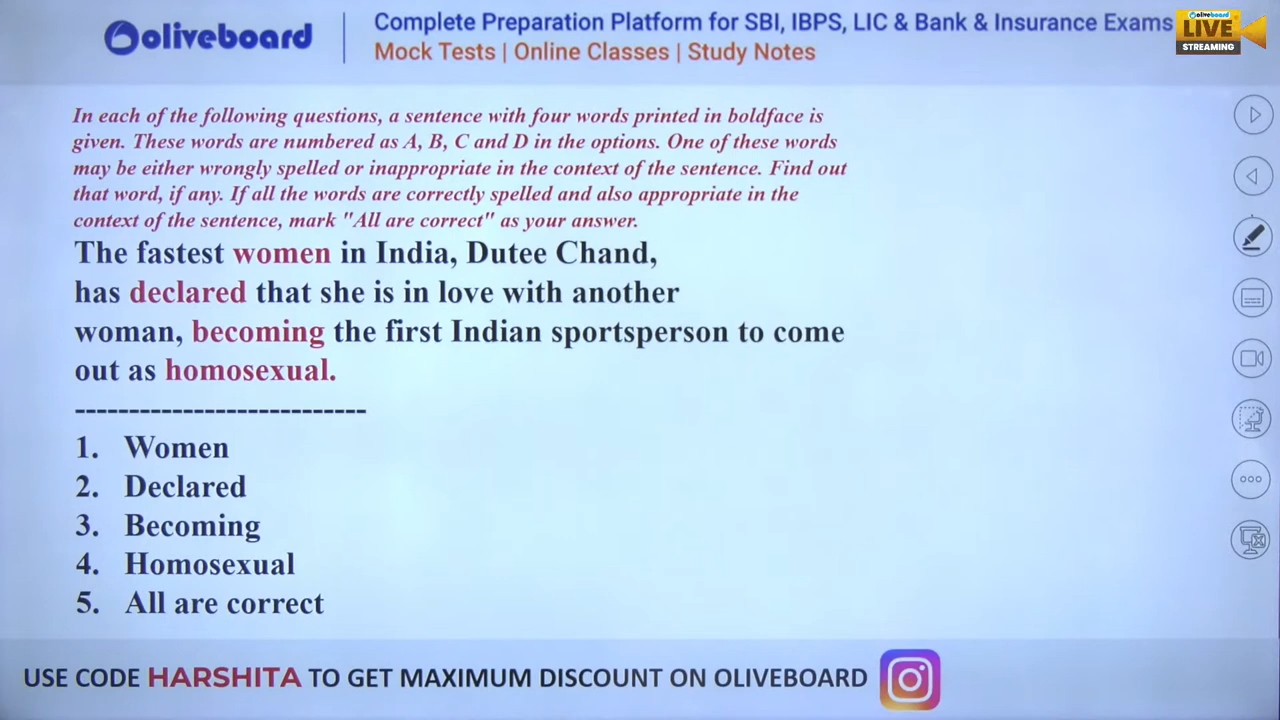 oliveboard
Complete Preparation Platform for SBI, IBPS, LIC & Bank & Insurance Exams
Mock Tests | Online Classes | Study Notes
oliveboard
LIVE
STREAMING
In each of the following questions, a sentence with four words printed in boldface is
given. These words are numbered as A, B, C and D in the options. One of these words
may be either wrongly spelled or inappropriate in the context of the sentence. Find out
that word, if any. If all the words are correctly spelled and also appropriate in the
context of the sentence, mark "All are correct" as your answer.
The fastest women in India, Dutee Chand,
has declared that she is in love with another
woman, becoming the first Indian sportsperson to come
out as homosexual.
---------------------------
1. Women
2. Declared
3. Becoming
4. Homosexual
5. All are correct
USE CODE HARSHITA TO GET MAXIMUM DISCOUNT ON OLIVEBOARD